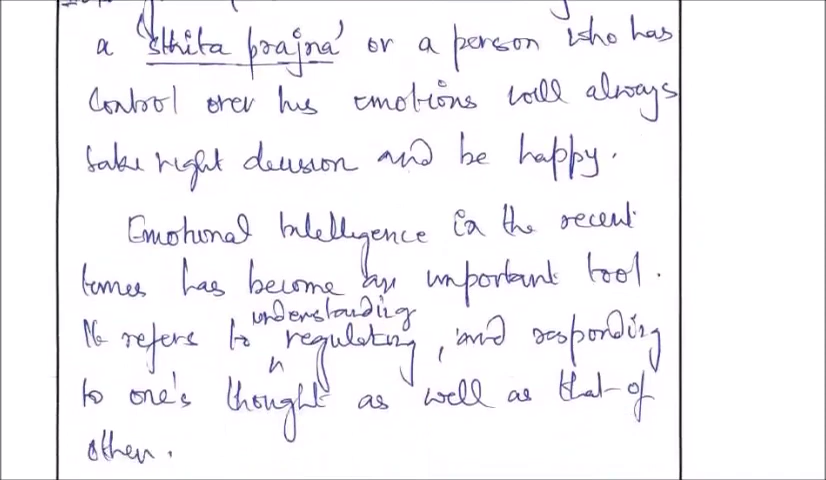 a 'sthita prajna' or a person who has
control over his emotions will always
take right decision and be happy.
Emotional Intelligence in the recent
times has become an important tool.
It refers to understanding regulating, and responding
to one's thought as well as that of
other.